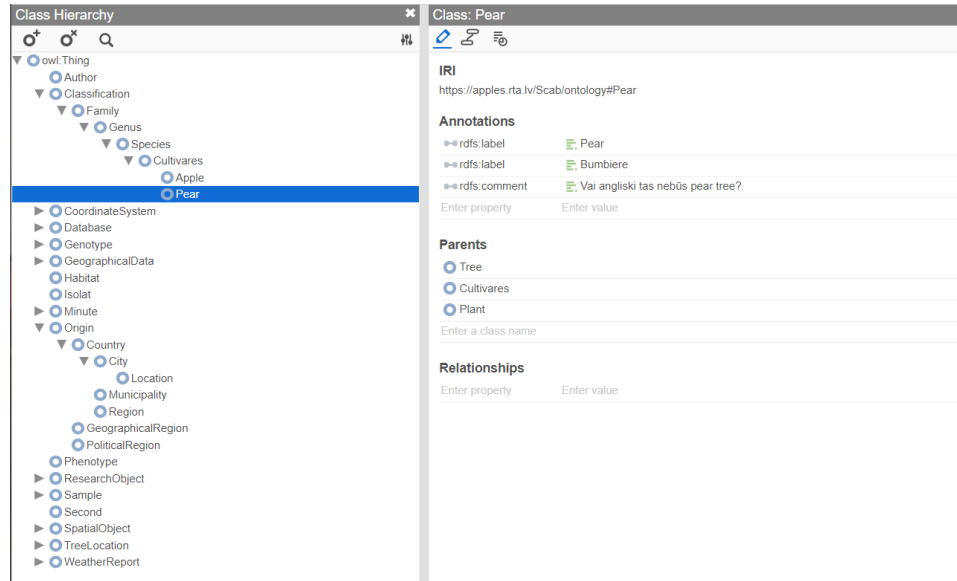 Class Hierarchy
owl:Thing
Author
Classification
Family
Genus
Species
Cultivares
Apple
Pear
CoordinateSystem
Database
Genotype
GeographicalData
Habitat
Isolat
Minute
Origin
Country
City
Location
Municipality
Region
GeographicalRegion
PoliticalRegion
Phenotype
ResearchObject
Sample
Second
SpatialObject
TreeLocation
WeatherReport
Class: Pear
IRI
https://apples.rta.lv/Scab/ontology#Pear
Annotations
rdfs:label Pear
rdfs:label Bumbiere
rdfs:comment Vai angliski tas nebūs pear tree?
Enter property Enter value
Parents
Tree
Cultivares
Plant
Enter a class name
Relationships
Enter property Enter value